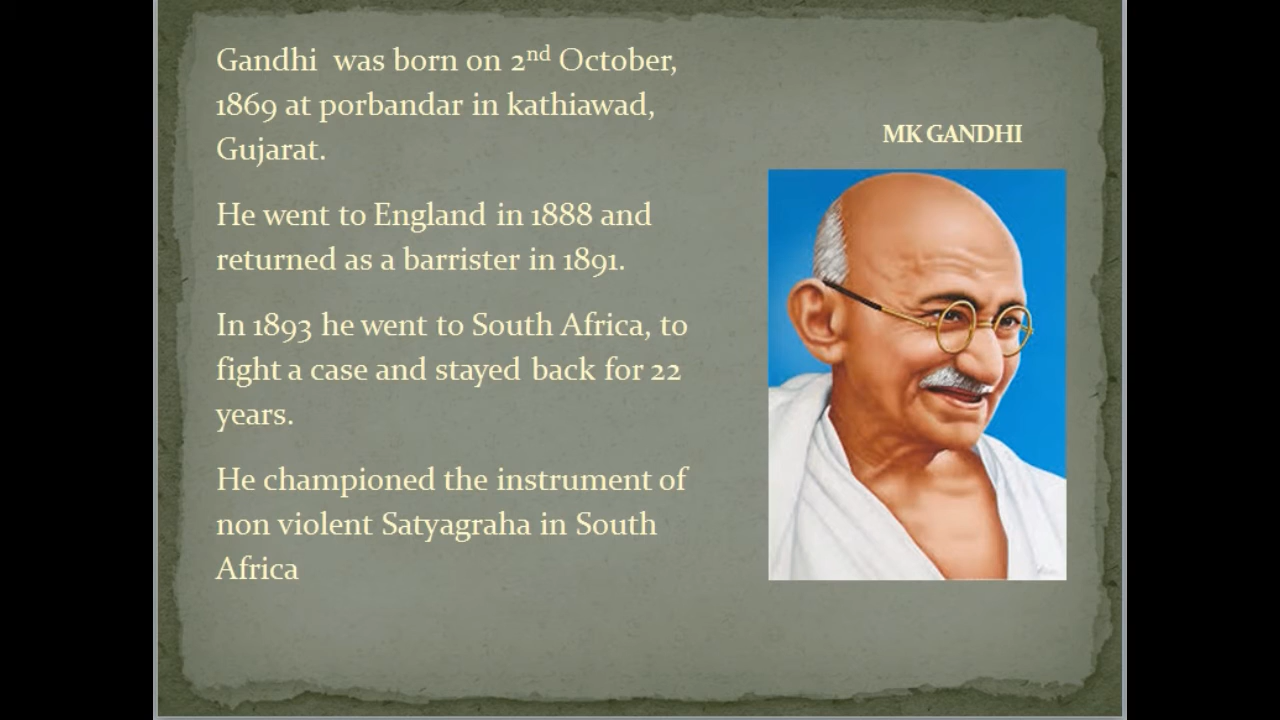 Gandhi was born on 2nd October,
1869 at porbandar in kathiawad,
Gujarat.
He went to England in 1888 and
returned as a barrister in 1891.
In 1893 he went to South Africa, to
fight a case and stayed back for 22
years.
He championed the instrument of
non violent Satyagraha in South
Africa
MK GANDHI